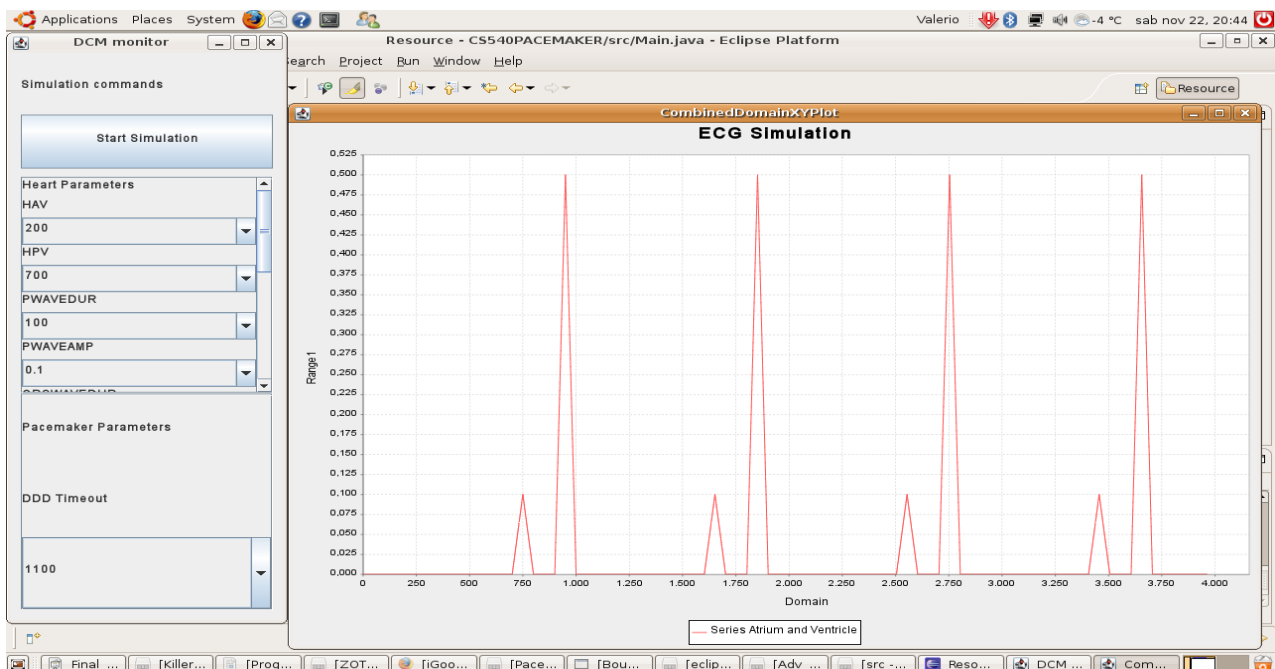 Applications Places System
Valerio
-4 °C
sab nov 22, 20:44
DCM monitor
Resource - CS540PACEMAKER/src/Main.java - Eclipse Platform
Project Run Window Help
Resource
Simulation commands
Start Simulation
Heart Parameters
HAV
200
HPV
700
PWAVEDUR
100
PWAVEAMP
0.1
Pacemaker Parameters
DDD Timeout
1100
CombinedDomainXYPlot
ECG Simulation
0,525
0,500
0,475
0,450
0,425
0,400
0,375
0,350
0,325
0,300
0,275
0,250
0,225
0,200
0,175
0,150
0,125
0,100
0,075
0,050
0,025
0,000
Range1
0 250 500 750 1.000 1.250 1.500 1.750 2.000 2.250 2.500 2.750 3.000 3.250 3.500 3.750 4.000
Domain
Series Atrium and Ventricle
Final ...
[Killer...
[Prog...
[ZOT...
[iGoo...
[Pace...
[Bou...
[eclip...
[Adv ...
[src -...
Reso...
DCM ...
Com...